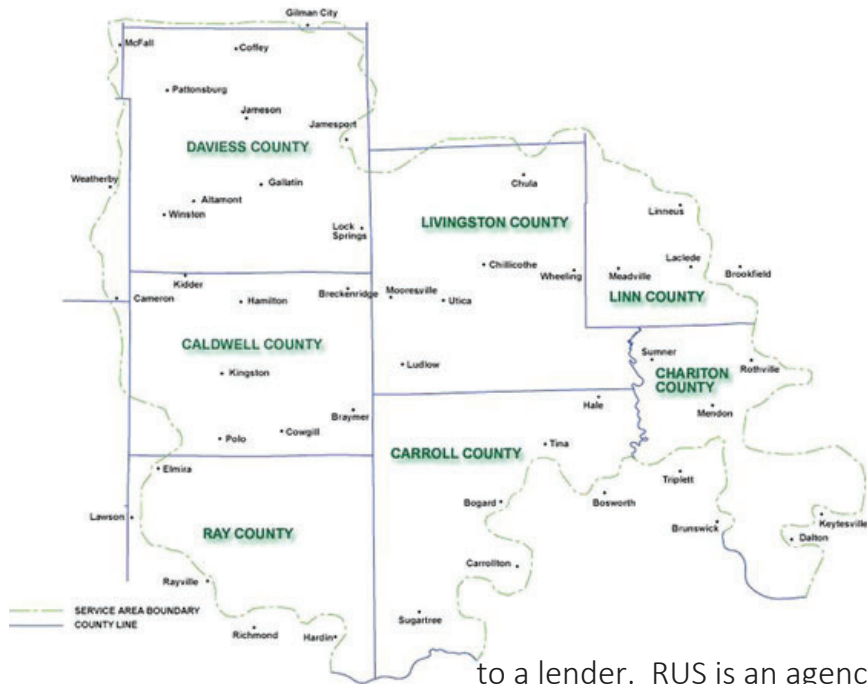 Gilman City
McFall
Coffey
Pattonsburg
Jameson
Jamesport
DAVIESS COUNTY
Weatherby
Gallatin
Altamont
Winston
Lock
Springs
Chula
LIVINGSTON COUNTY
Linneus
Chillicothe
Wheeling
Meadville
Laclede
Brookfield
LINN COUNTY
Kidder
Cameron
Hamilton
Breckenridge
Mooresville
Utica
CALDWELL COUNTY
Kingston
Ludlow
Sumner
Rothville
CHARITON
COUNTY
Mendon
Hale
Braymer
Cowgill
Polo
CARROLL COUNTY
Tina
Elmira
Triplett
Bosworth
Bogard
Lawson
RAY COUNTY
Brunswick
Keytesville
Dalton
Carrollton
Rayville
SERVICE AREA BOUNDARY
COUNTY LINE
Sugartree
Richmond
Hardin
to a lender. RUS is an agenc